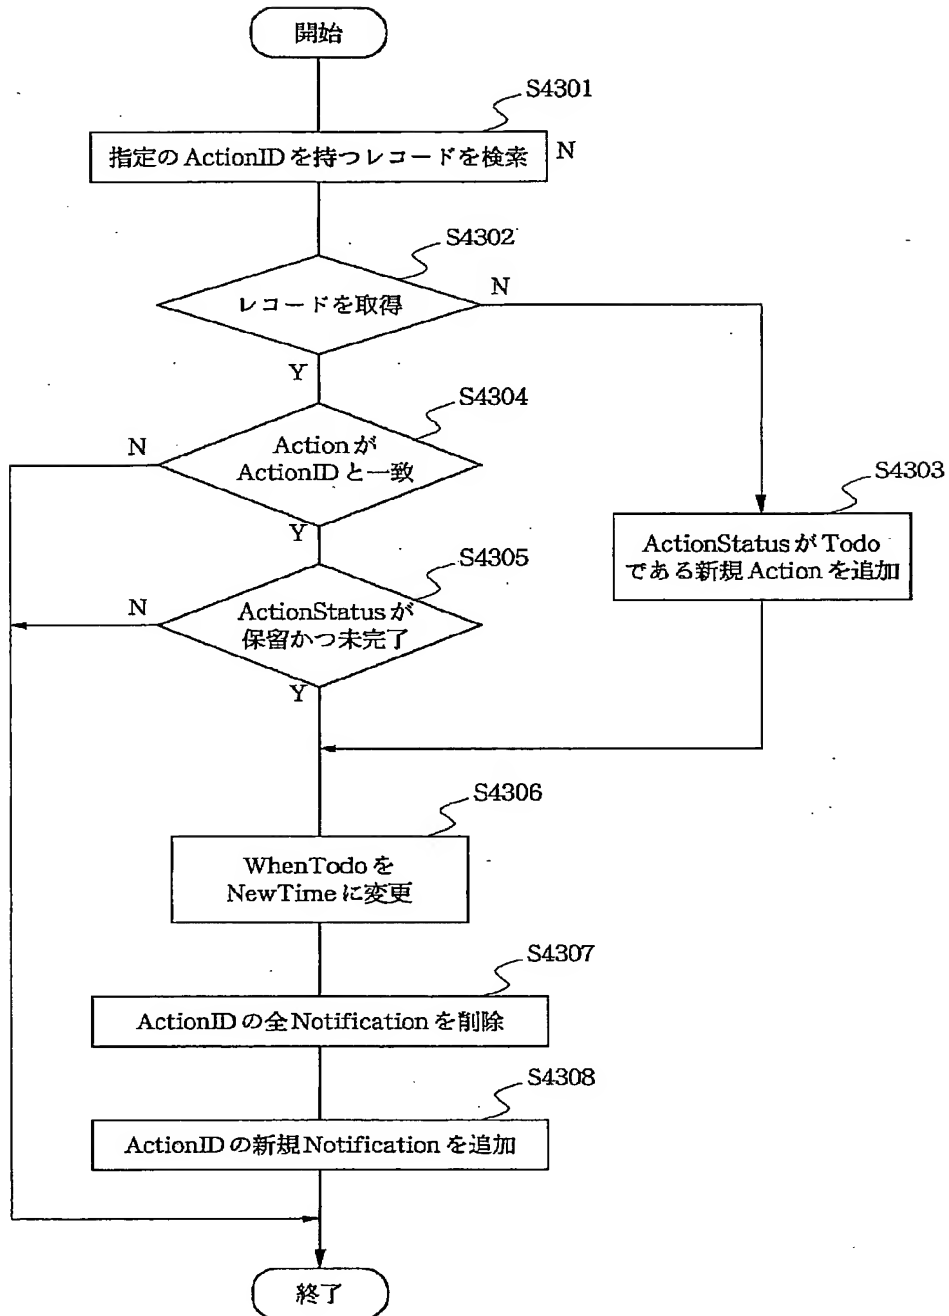 開始
S4301
指定のActionIDを持つレコードを検索
N
S4302
レコードを取得
N
Y
S4304
Actionが
ActionIDと一致
N
Y
S4303
ActionStatusがTodo
である新規Actionを追加
S4305
ActionStatusが
保留かつ未完了
N
Y
S4306
WhenTodoを
NewTimeに変更
S4307
ActionIDの全Notificationを削除
S4308
ActionIDの新規Notificationを追加
終了